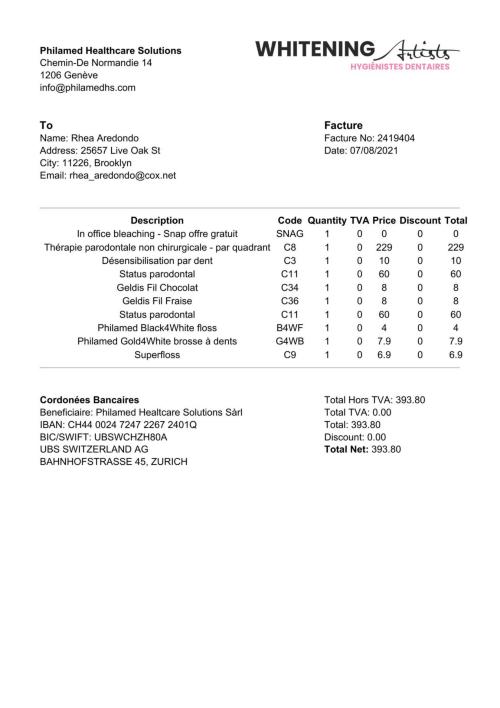 WHITENING Artists
HYGIÉNISTES DENTAIRES
Philamed Healthcare Solutions
Chemin-De Normandie 14
1206 Genève
info@philamedhs.com
To
Name: Rhea Aredondo
Address: 25657 Live Oak St
City: 11226, Brooklyn
Email: rhea_aredondo@cox.net
Facture
Facture No: 2419404
Date: 07/08/2021
Description Code Quantity TVA Price Discount Total
In office bleaching - Snap offre gratuit SNAG 1 0 0 0 0
Thérapie parodontale non chirurgicale - par quadrant C8 1 0 229 0 229
Désensibilisation par dent C3 1 0 10 0 10
Status parodontal C11 1 0 60 0 60
Geldis Fil Chocolat C34 1 0 8 0 8
Geldis Fil Fraise C36 1 0 8 0 8
Status parodontal C11 1 0 60 0 60
Philamed Black4White floss B4WF 1 0 4 0 4
Philamed Gold4White brosse à dents G4WB 1 0 7.9 0 7.9
Superfloss C9 1 0 6.9 0 6.9
Cordonées Bancaires
Beneficiaire: Philamed Healtcare Solutions Sàrl
IBAN: CH44 0024 7247 2267 2401Q
BIC/SWIFT: UBSWCHZH80A
UBS SWITZERLAND AG
BAHNHOFSTRASSE 45, ZURICH
Total Hors TVA: 393.80
Total TVA: 0.00
Total: 393.80
Discount: 0.00
Total Net: 393.80